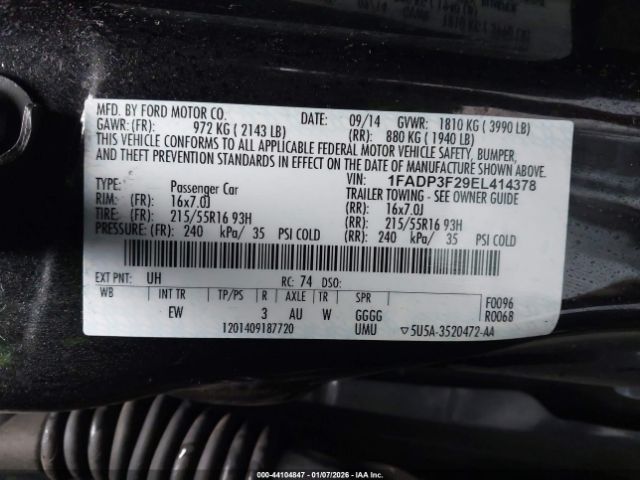 MFD. BY FORD MOTOR CO.
DATE: 09/14 GVWR: 1810 KG ( 3990 LB)
GAWR: (FR): 972 KG ( 2143 LB) (RR): 880 KG ( 1940 LB)
THIS VEHICLE CONFORMS TO ALL APPLICABLE FEDERAL MOTOR VEHICLE SAFETY, BUMPER,
AND THEFT PREVENTION STANDARDS IN EFFECT ON THE DATE OF MANUFACTURE SHOWN ABOVE.
VIN: 1FADP3F29EL414378
TYPE: Passenger Car TRAILER TOWING - SEE OWNER GUIDE
RIM: (FR): 16x7.0J (RR): 16x7.0J
TIRE: (FR): 215/55R16 93H (RR): 215/55R16 93H
PRESSURE: (FR): 240 kPa/ 35 PSI COLD (RR): 240 kPa/ 35 PSI COLD
EXT PNT: UH RC: 74 DSO:
WB INT TR TP/PS R AXLE TR SPR F0096
EW 3 AU W GGGG R0068
1201409187720 UMU ▽5U5A-3520472-AA
000-44104847 | 01/07/2026 | IAA Inc.